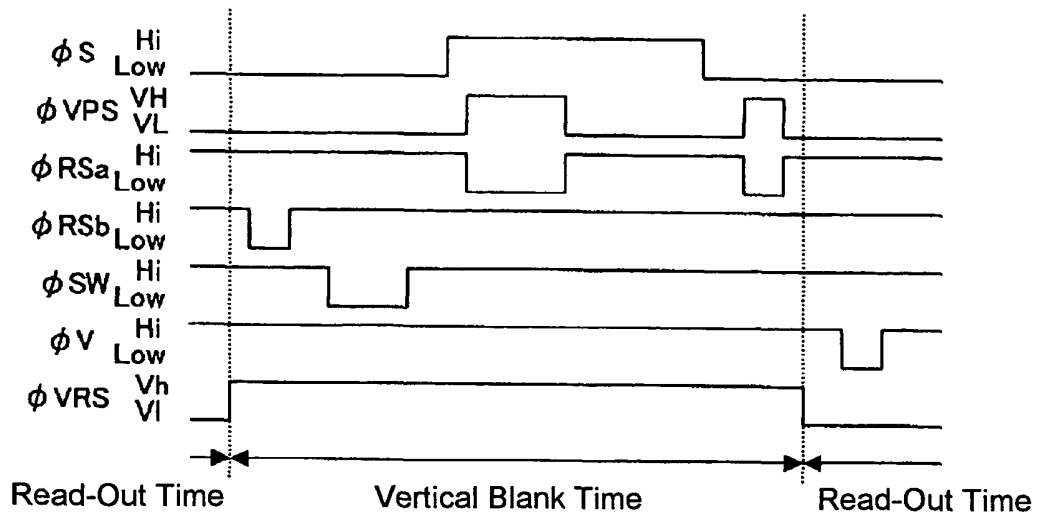 φS Hi
Low
φVPS VH
VL
φRSa Hi
Low
φRSb Hi
Low
φSW Hi
Low
φV Hi
Low
φVRS Vh
Vl
Read-Out Time Vertical Blank Time Read-Out Time